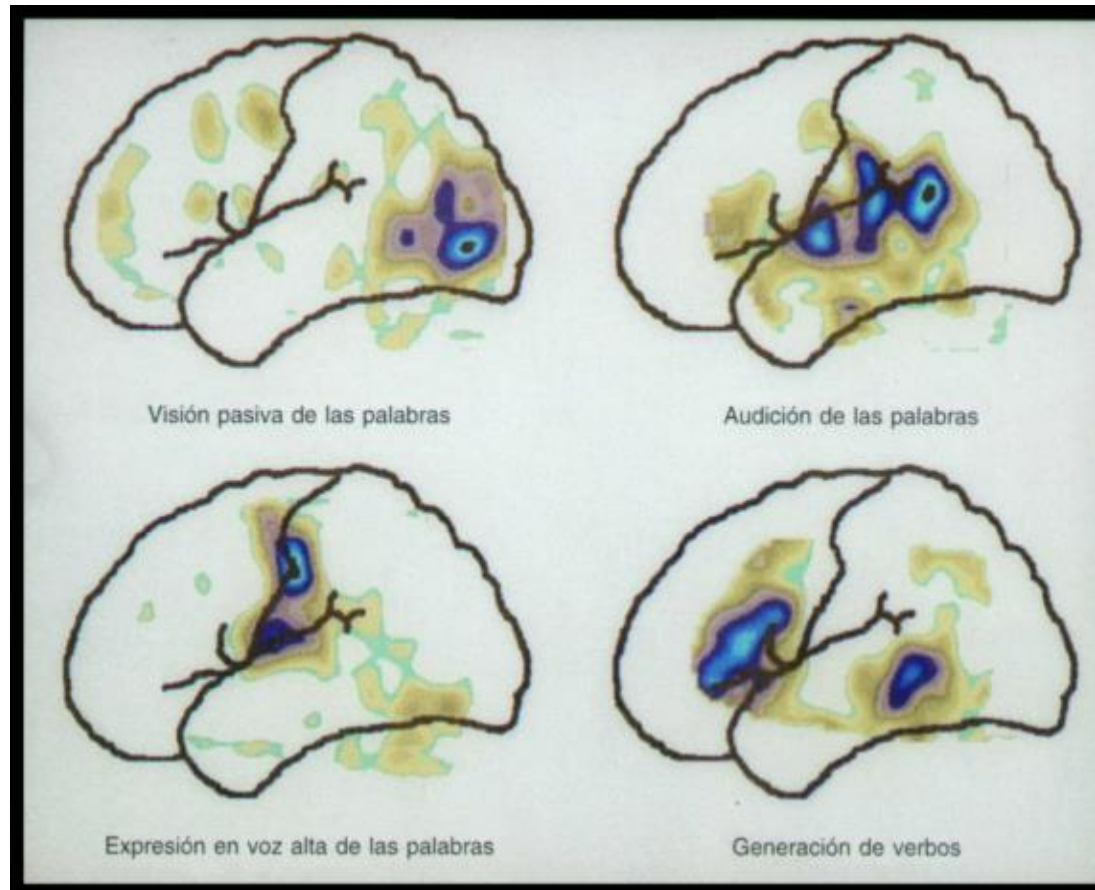 Visión pasiva de las palabras
Audición de las palabras
Expresión en voz alta de las palabras
Generación de verbos